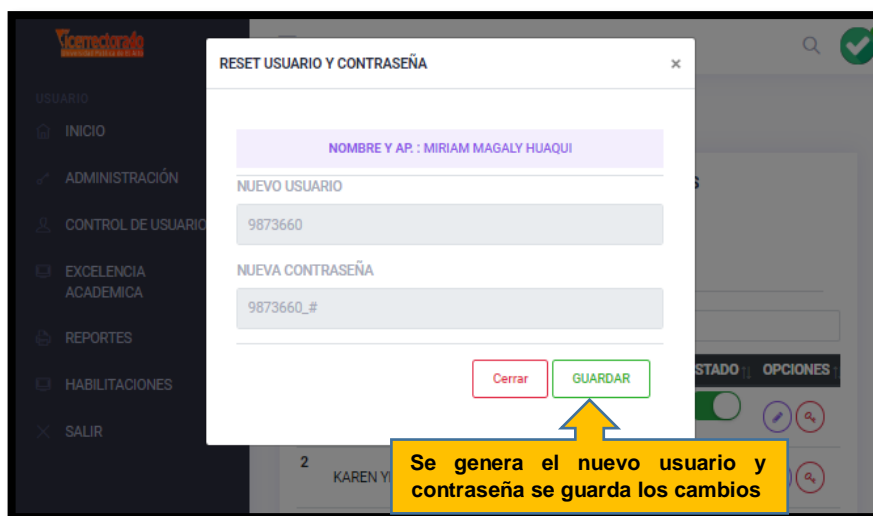 Vicerrectorado
RESET USUARIO Y CONTRASEÑA
×
USUARIO
INICIO
ADMINISTRACIÓN
CONTROL DE USUARIO
EXCELENCIA
ACADEMICA
REPORTES
HABILITACIONES
SALIR
NOMBRE Y AP. : MIRIAM MAGALY HUAQUI
NUEVO USUARIO
9873660
NUEVA CONTRASEÑA
9873660_#
Cerrar
GUARDAR
S
STADO
OPCIONES
2
KAREN Y
Se genera el nuevo usuario y
contraseña se guarda los cambios